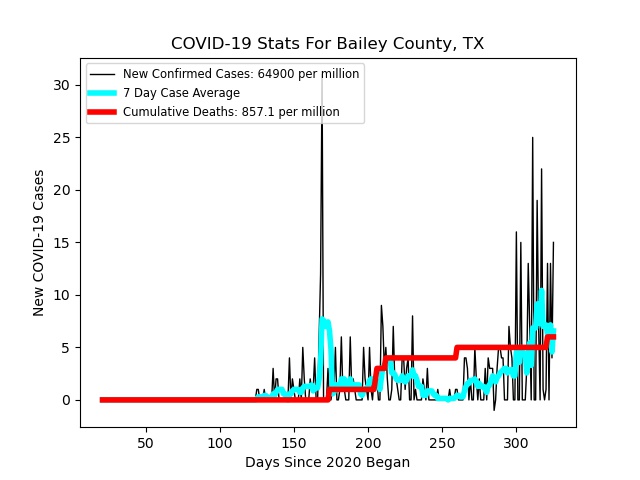 COVID-19 Stats For Bailey County, TX
New Confirmed Cases: 64900 per million
7 Day Case Average
Cumulative Deaths: 857.1 per million
New COVID-19 Cases
30
25
20
15
10
5
0
50
100
150
200
250
300
Days Since 2020 Began